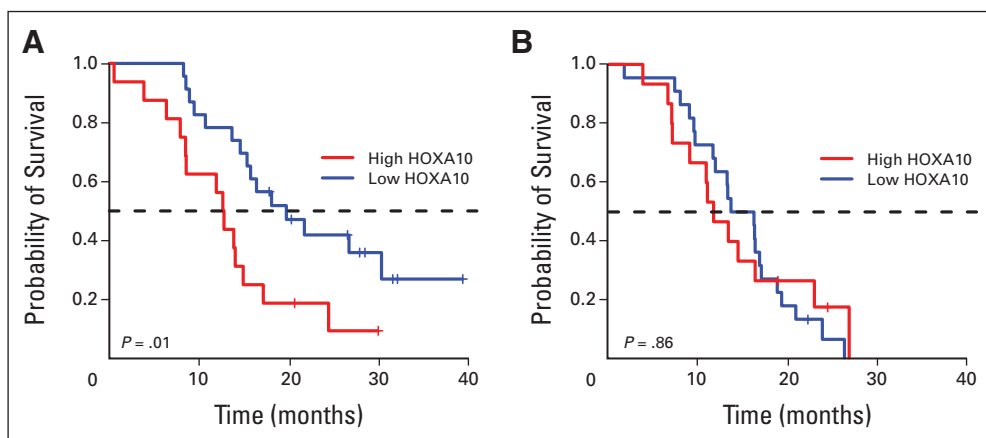 A
Probability of Survival
1.0
0.8
0.6
0.4
0.2
0
High HOXA10
Low HOXA10
P = .01
10
20
30
40
Time (months)
B
Probability of Survival
1.0
0.8
0.6
0.4
0.2
0
High HOXA10
Low HOXA10
P = .86
10
20
30
40
Time (months)